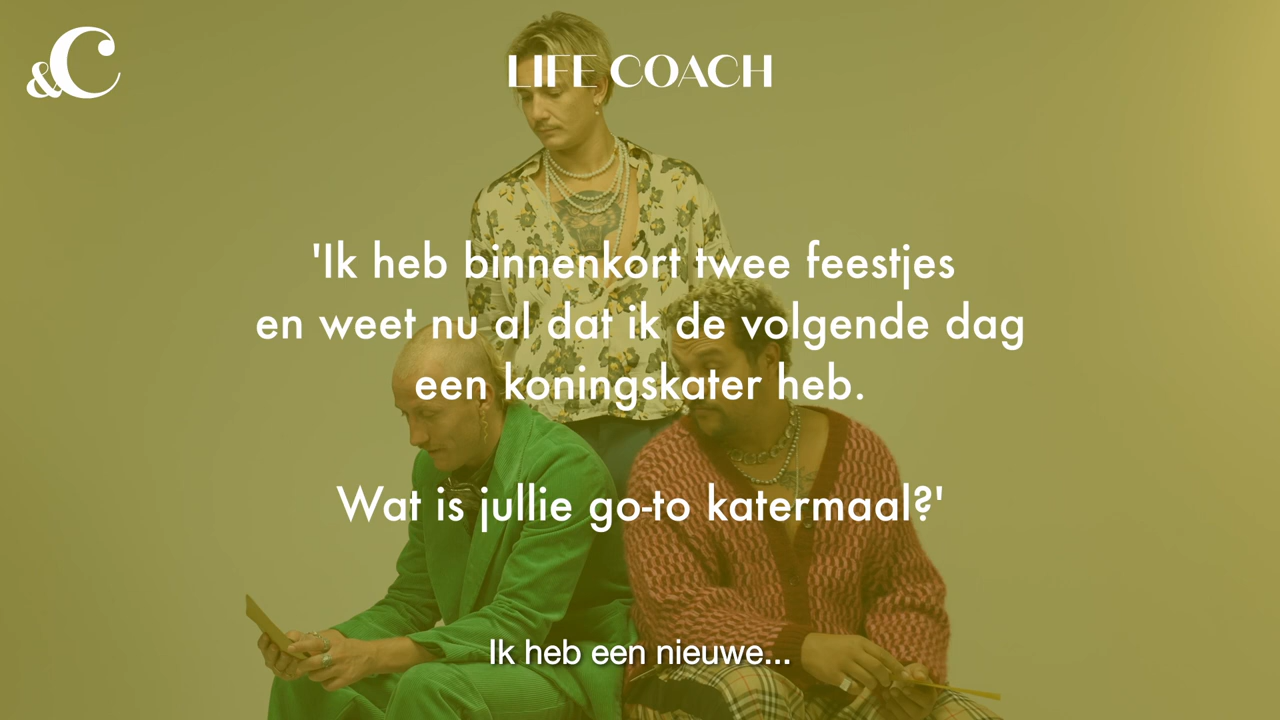 &C
LIFE COACH
'Ik heb binnenkort twee feestjes
en weet nu al dat ik de volgende dag
een koningskater heb.
Wat is jullie go-to katermaal?'
Ik heb een nieuwe...